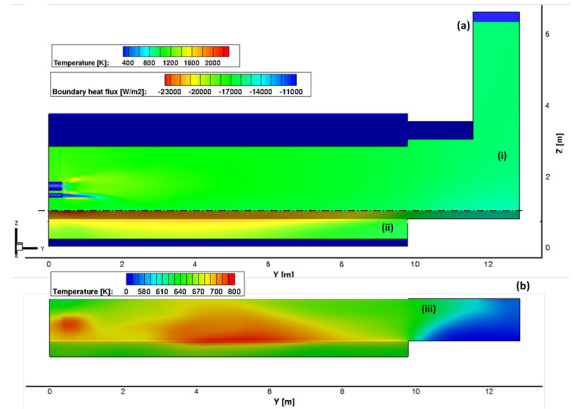 (a)
6
400 800 1200 1600 2000
Temperature [K]:
Boundary heat flux [W/m2]:
-23000 -20000 -17000 -14000 -11000
4
Z [m]
(i)
2
(ii)
Y
0
0 2 4 6 8 10 12
Y [m]
Temperature [K]:
0 580 610 640 670 700 800
(b)
(iii)
0 2 4 6 8 10 12
Y [m]